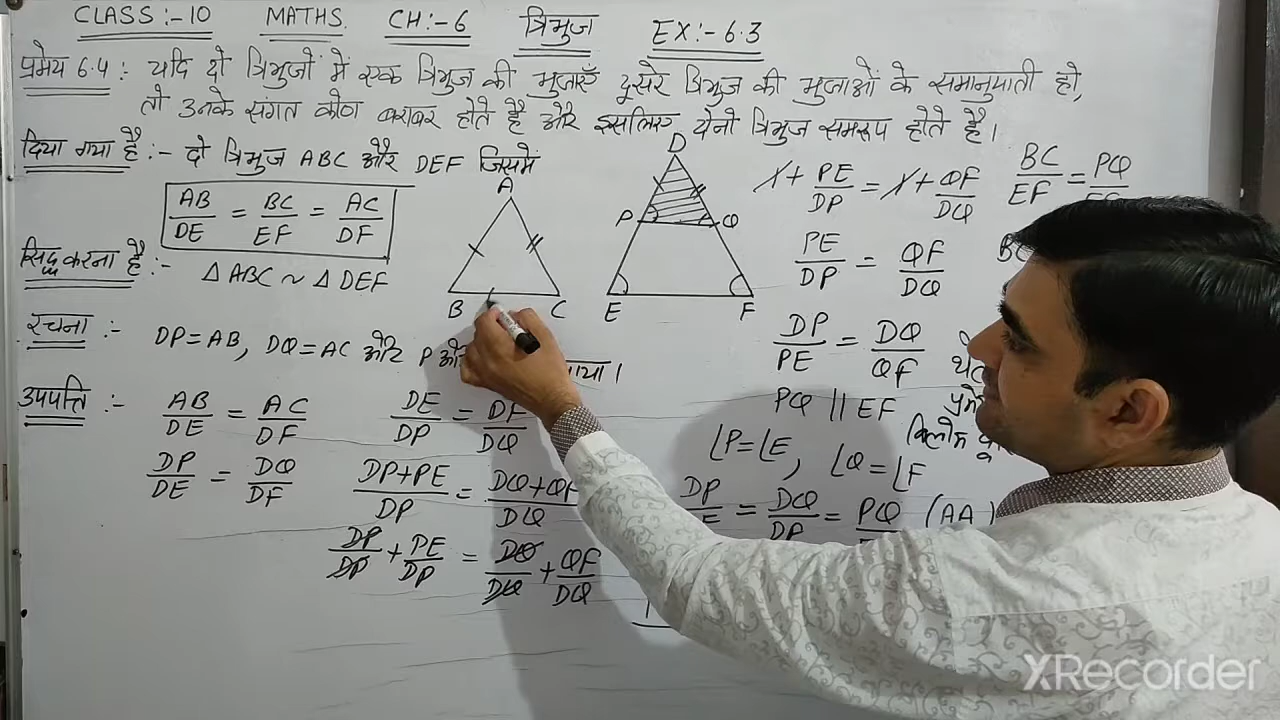 CLASS:-10 MATHS. CH:-6 त्रिभुज EX:-6.3
प्रमेय 6.4 : यदि दो त्रिभुजों में एक त्रिभुज की भुजाएँ दूसरे त्रिभुज की भुजाओं के समानुपाती हो,
तो उनके संगत कोण बराबर होते है और इसलिए दोनो त्रिभुज समरूप होते है।
दिया गया है :- दो त्रिभुज ABC और DEF जिसमें
AB/DE = BC/EF = AC/DF
सिद्ध करना है :- Δ ABC ~ Δ DEF
रचना :- DP=AB, DQ=AC और P
उपपत्ति :- AB/DE = AC/DF
DP/DE = DQ/DF
DE/DP = DF/DQ
DP+PE/DP = DQ+QF/DQ
DP/DP + PE/DP = DQ/DQ + QF/DQ
A
B C
D
P Q
E F
1 + PE/DP = 1 + QF/DQ
PE/DP = QF/DQ
DP/PE = DQ/QF
PQ || EF
∠P=∠E, ∠Q=∠F
DP = DQ = PQ (AA)
BC/EF = PQ
XRecorder